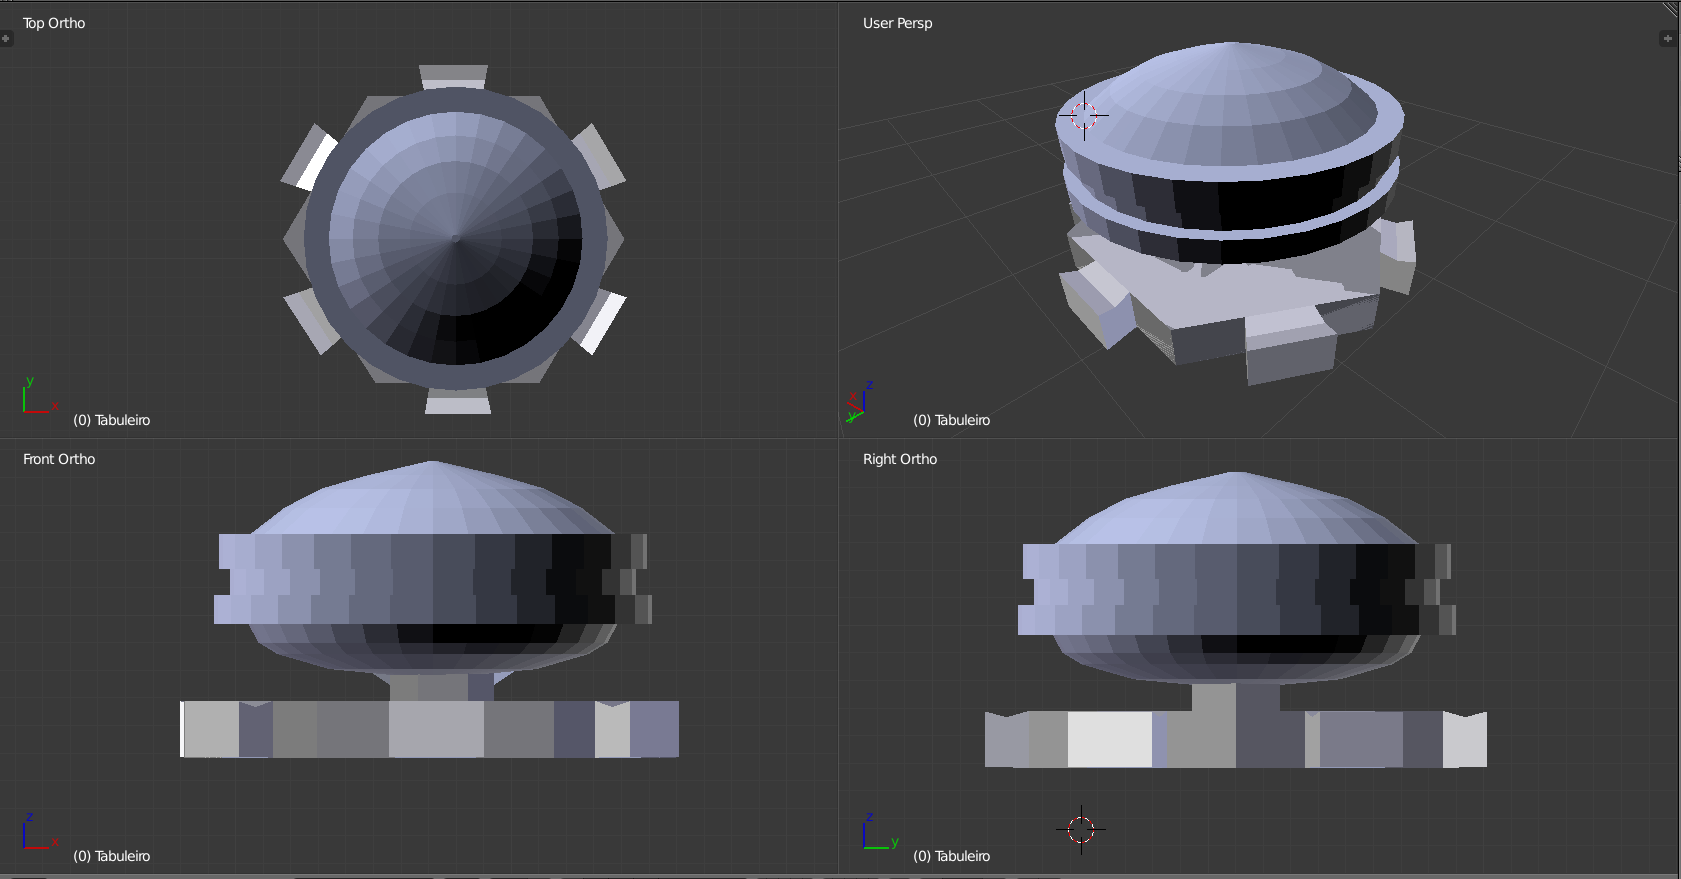 Top Ortho
User Persp
y
x
(0) Tabuleiro
z
x
y
(0) Tabuleiro
Front Ortho
Right Ortho
z
x
(0) Tabuleiro
z
y
(0) Tabuleiro